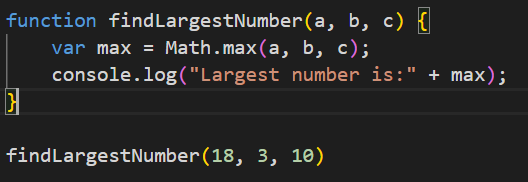 function findLargestNumber(a, b, c) {
    var max = Math.max(a, b, c);
    console.log("Largest number is:" + max);
}

findLargestNumber(18, 3, 10)